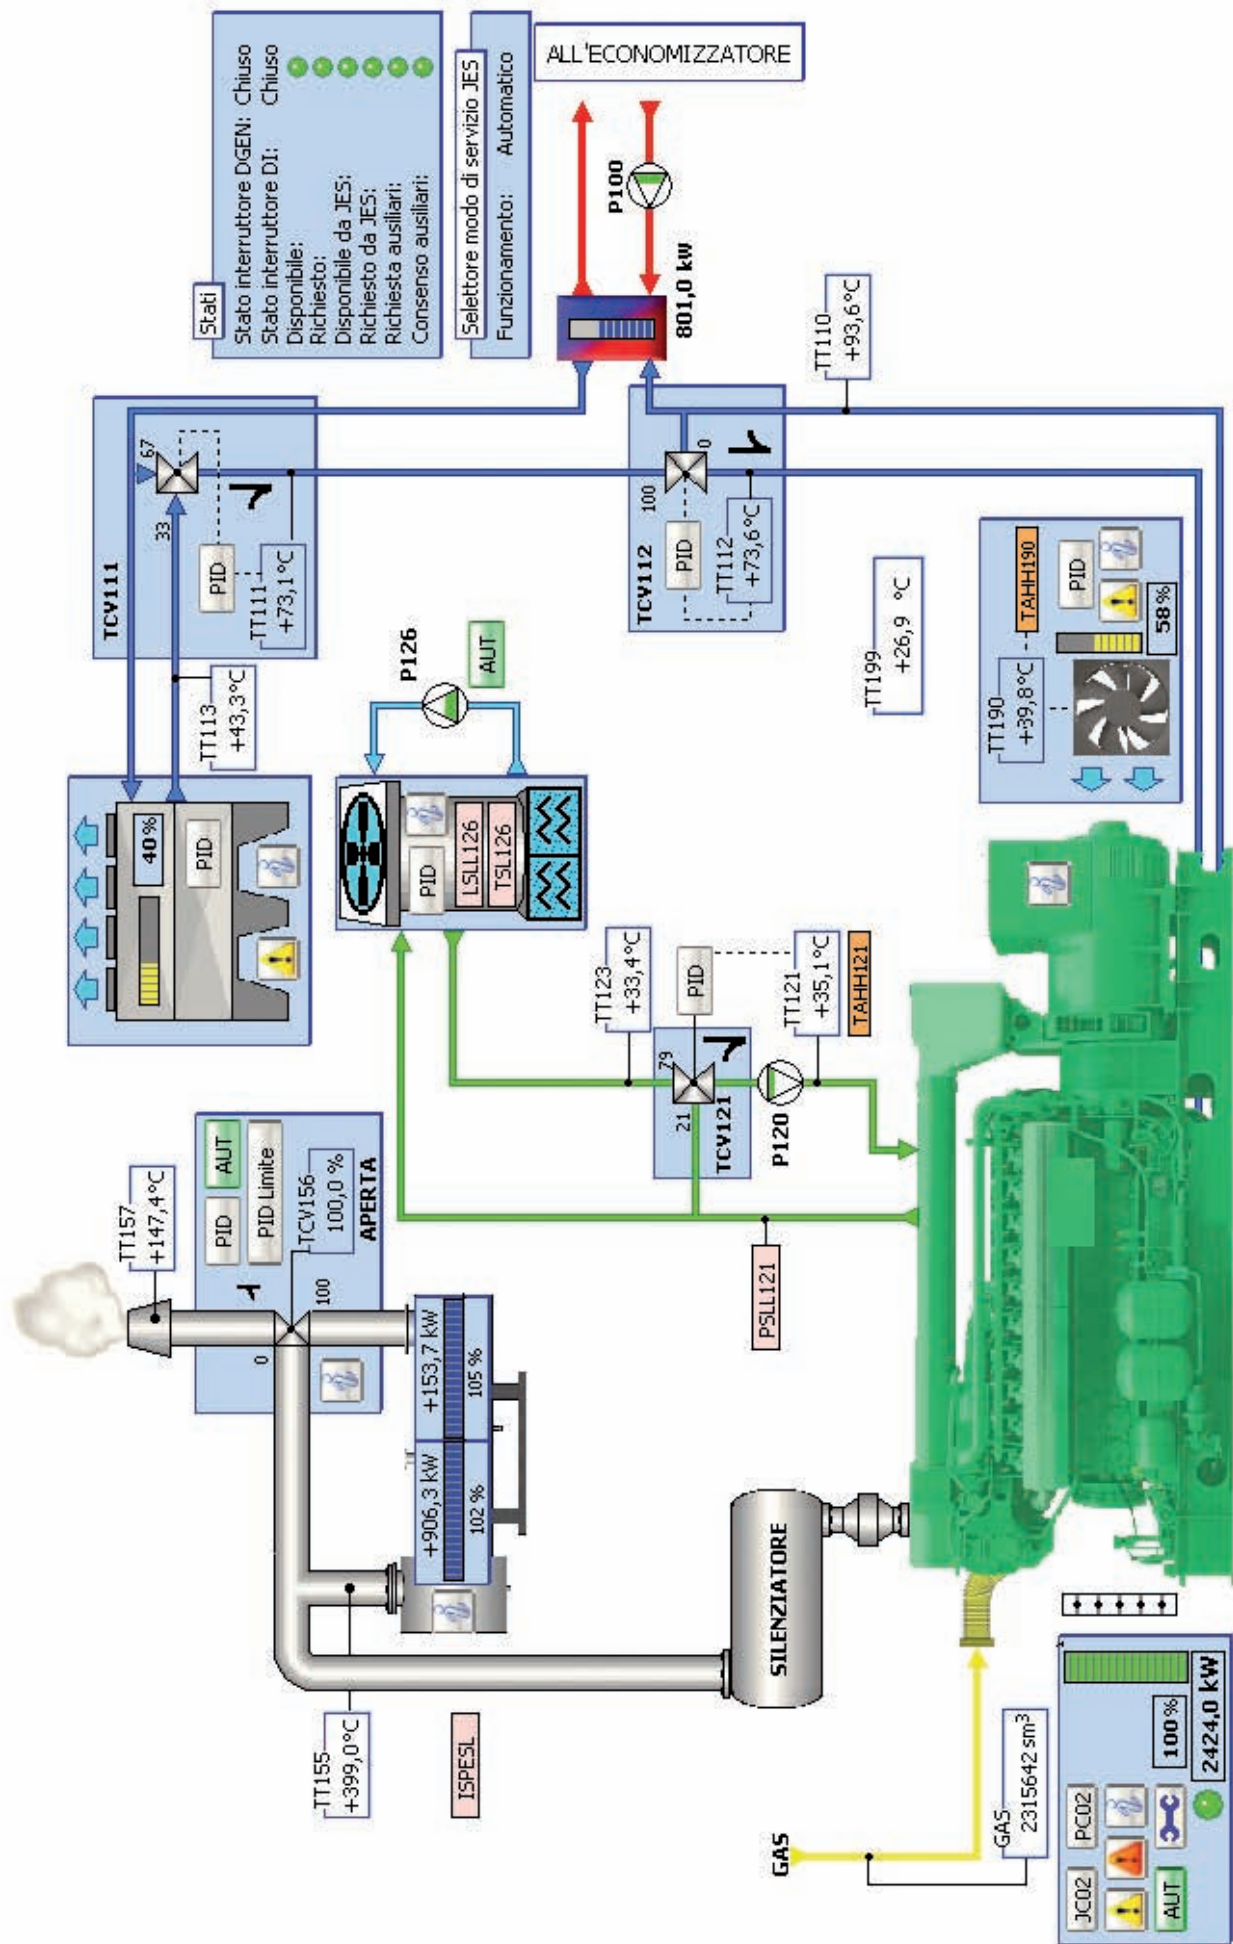 TT157
+147,4°C
PID
AUT
PID Limite
TCV156
100,0 %
APERTA
0
100
TT155
+399,0°C
+906,3 kW
+153,7 kW
102 %
105 %
ISPESL
SILENZIATORE
GAS
GAS
2315642 sm³
JC02
PC02
AUT
100%
2424,0 kW
40%
PID
TT113
+43,3°C
TCV111
33
67
PID
TT111
+73,1°C
PID
LSLL126
TSL126
P126
AUT
TT123
+33,4°C
21
79
PID
TCV121
P120
TT121
+35,1°C
TAHH121
PSLL121
TCV112
100
0
PID
TT112
+73,6°C
TT199
+26,9 °C
TT190
+39,8°C
TAHH190
PID
58%
Stati
Stato interruttore DGEN: Chiuso
Stato interruttore DI: Chiuso
Disponibile:
Richiesto:
Disponibile da JES:
Richiesto da JES:
Richiesta ausiliari:
Consenso ausiliari:
Selettore modo di servizio JES
Funzionamento: Automatico
ALL'ECONOMIZZATORE
P100
801,0 kW
TT110
+93,6°C